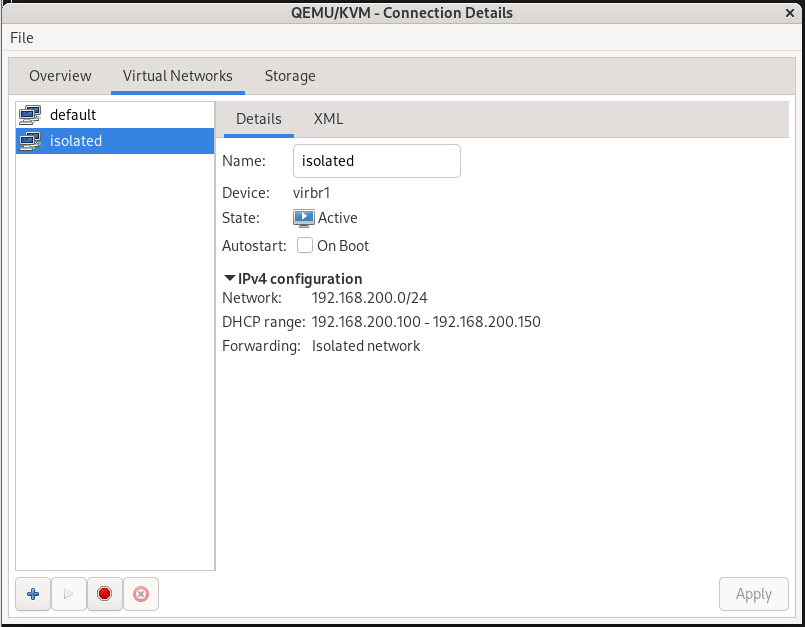 QEMU/KVM - Connection Details
File
Overview Virtual Networks Storage
default
isolated
Details XML
Name: isolated
Device: virbr1
State: Active
Autostart: On Boot
IPv4 configuration
Network: 192.168.200.0/24
DHCP range: 192.168.200.100 - 192.168.200.150
Forwarding: Isolated network
Apply